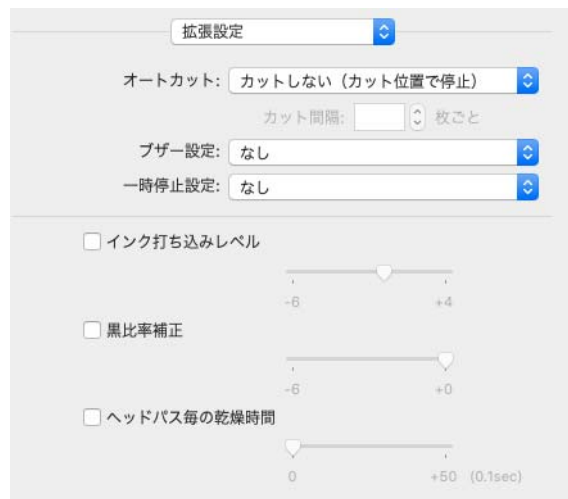 拡張設定
オートカット: カットしない（カット位置で停止）
カット間隔: 枚ごと
ブザー設定: なし
一時停止設定: なし
インク打ち込みレベル
-6 +4
黒比率補正
-6 +0
ヘッドパス毎の乾燥時間
0 +50 (0.1sec)